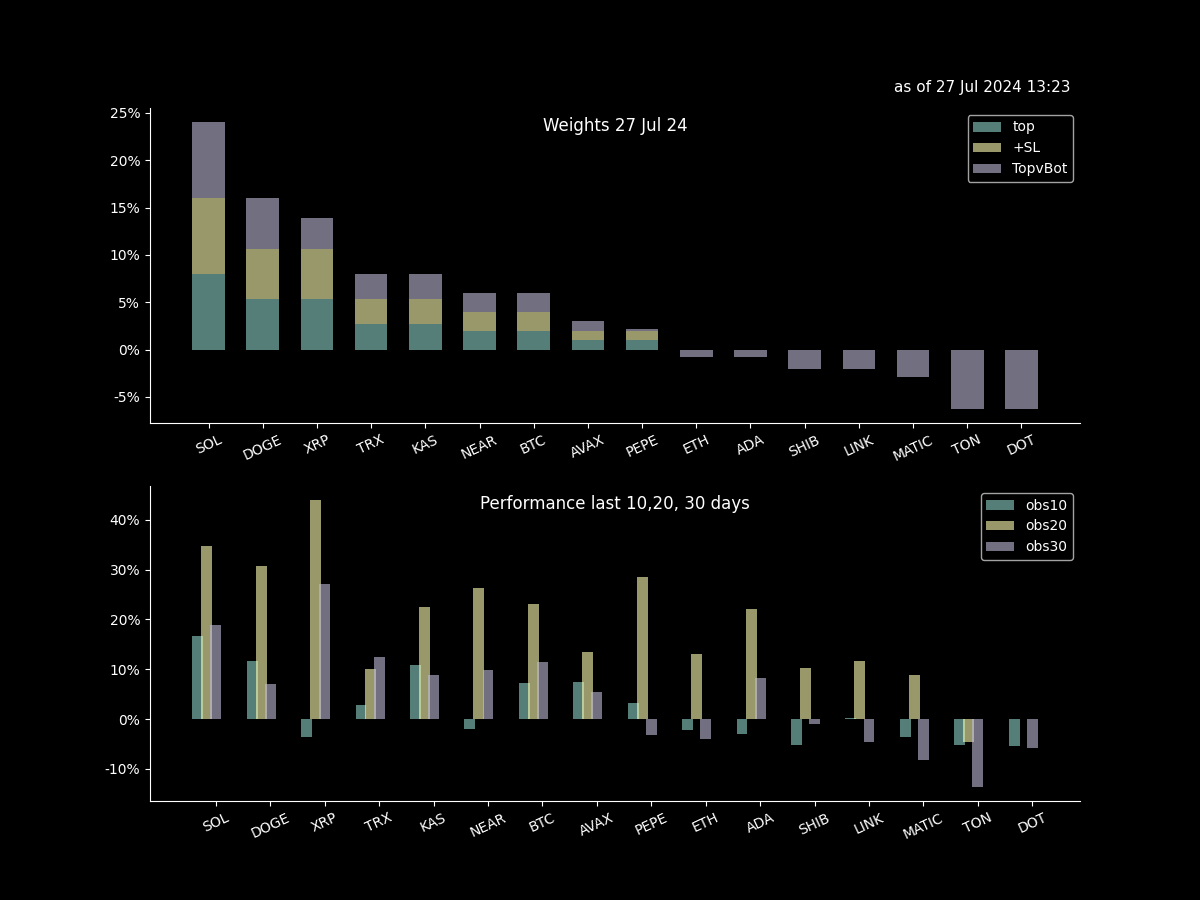 as of 27 Jul 2024 13:23
Weights 27 Jul 24
top
+SL
TopvBot
25%
20%
15%
10%
5%
0%
-5%
SOL DOGE XRP TRX KAS NEAR BTC AVAX PEPE ETH ADA SHIB LINK MATIC TON DOT
Performance last 10,20, 30 days
obs10
obs20
obs30
40%
30%
20%
10%
0%
-10%
SOL DOGE XRP TRX KAS NEAR BTC AVAX PEPE ETH ADA SHIB LINK MATIC TON DOT